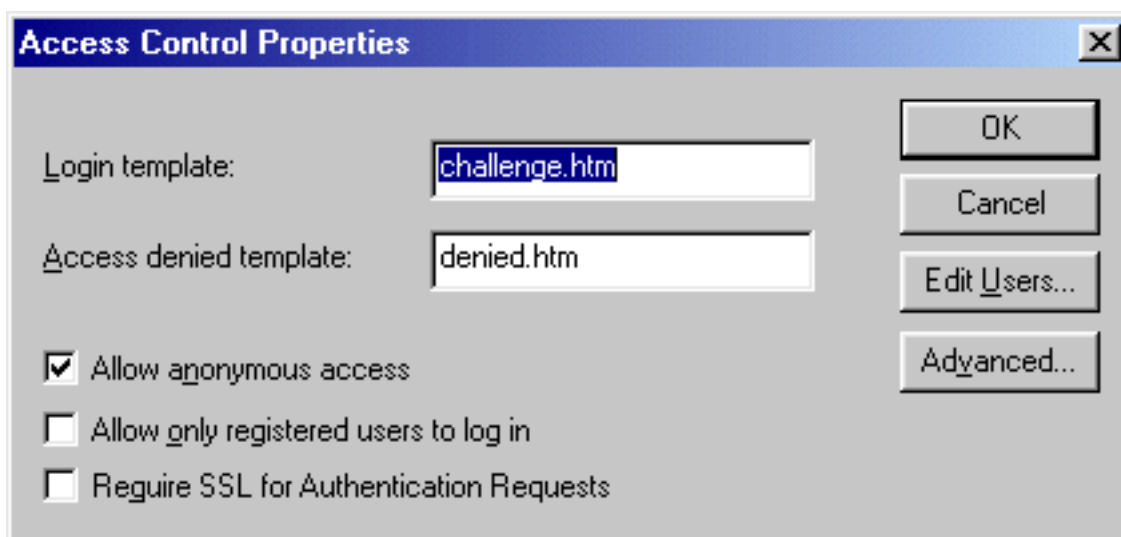 Access Control Properties
Login template:
challenge.htm
OK
Cancel
Access denied template:
denied.htm
Edit Users...
Advanced...
Allow anonymous access
Allow only registered users to log in
Reguire SSL for Authentication Requests